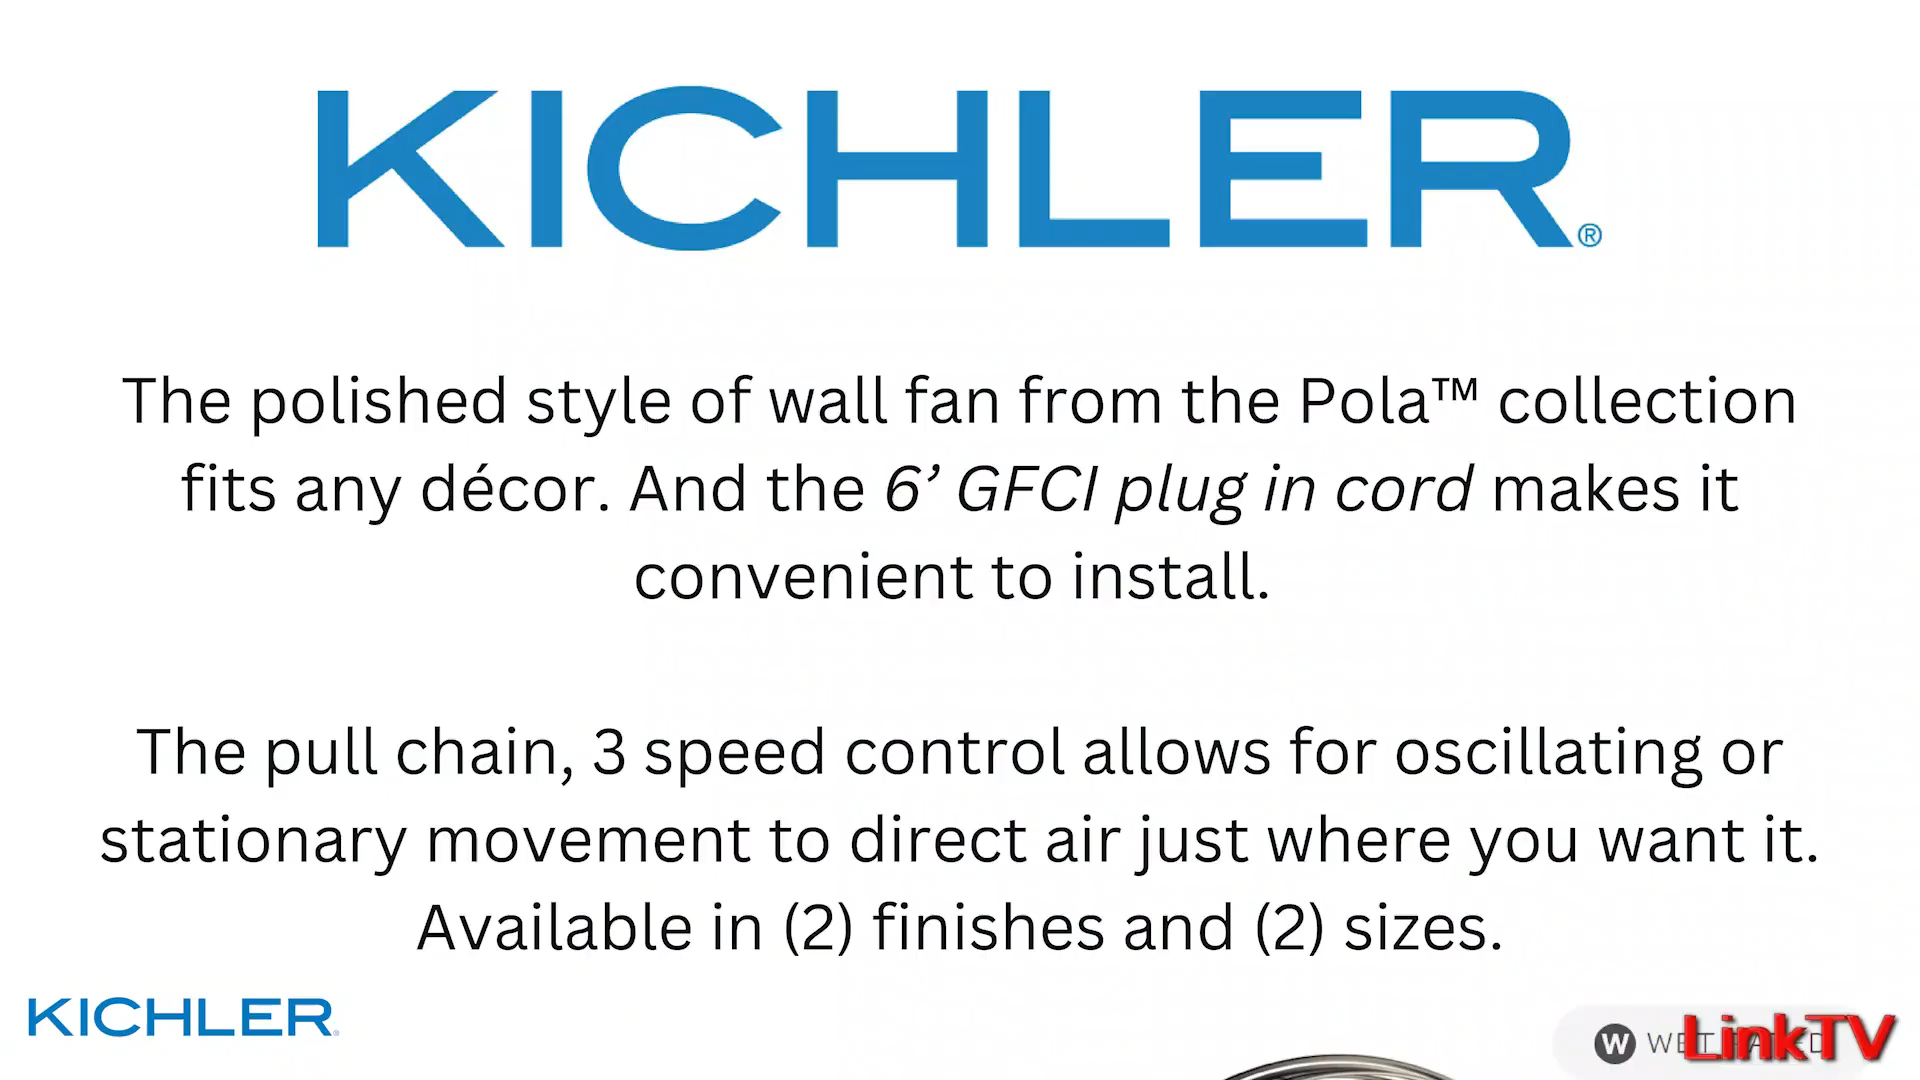 KICHLER®
The polished style of wall fan from the Pola™ collection
fits any décor. And the 6’ GFCI plug in cord makes it
convenient to install.
The pull chain, 3 speed control allows for oscillating or
stationary movement to direct air just where you want it.
Available in (2) finishes and (2) sizes.
KICHLER
W
LinkTV